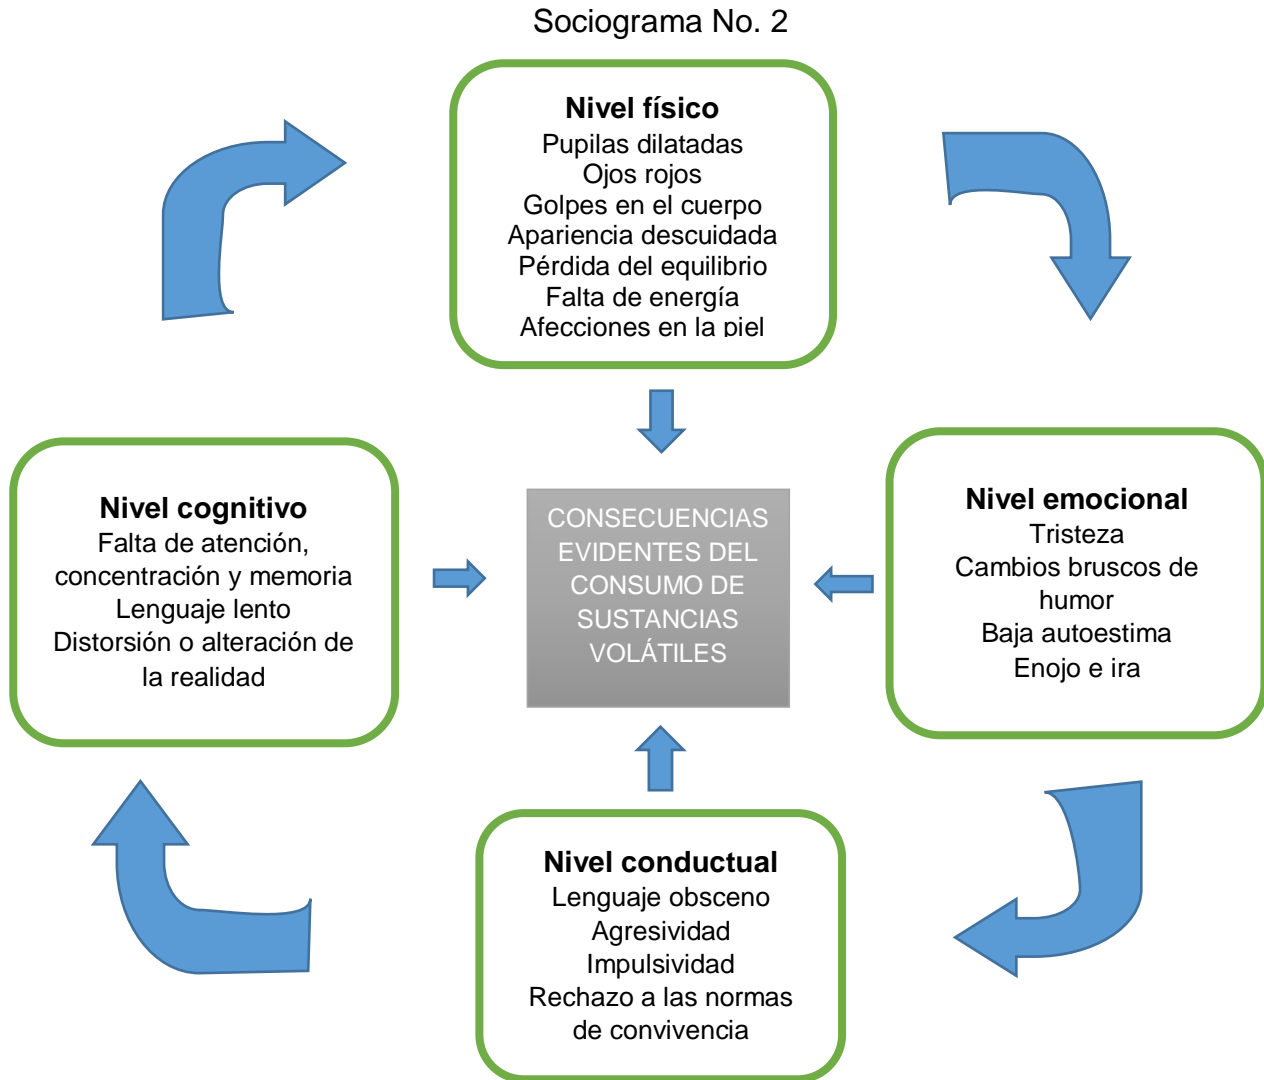 Sociograma No. 2
Nivel físico
Pupilas dilatadas
Ojos rojos
Golpes en el cuerpo
Apariencia descuidada
Pérdida del equilibrio
Falta de energía
Afecciones en la piel
Nivel cognitivo
Falta de atención,
concentración y memoria
Lenguaje lento
Distorsión o alteración de
la realidad
CONSECUENCIAS
EVIDENTES DEL
CONSUMO DE
SUSTANCIAS
VOLÁTILES
Nivel emocional
Tristeza
Cambios bruscos de
humor
Baja autoestima
Enojo e ira
Nivel conductual
Lenguaje obsceno
Agresividad
Impulsividad
Rechazo a las normas
de convivencia